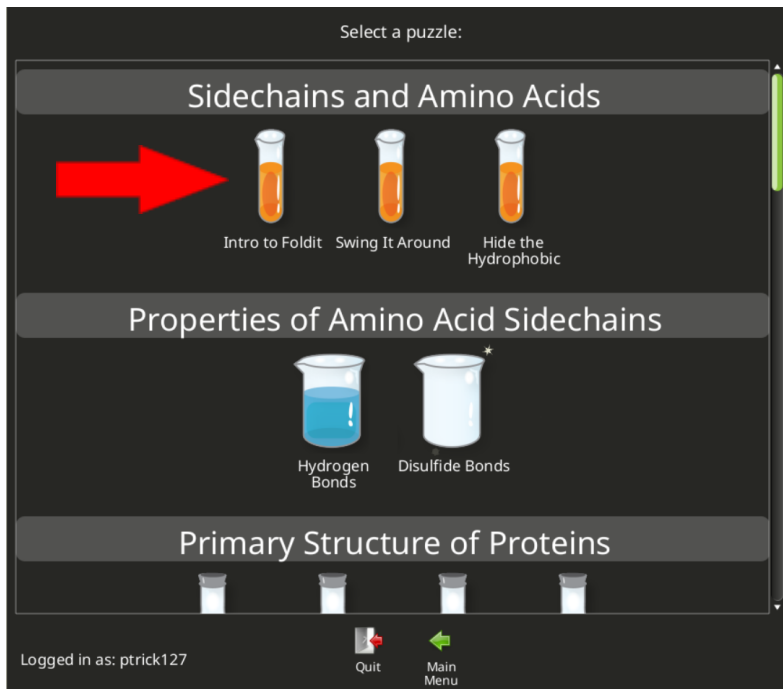 Select a puzzle:
Sidechains and Amino Acids
Intro to Foldit
Swing It Around
Hide the
Hydrophobic
Properties of Amino Acid Sidechains
Hydrogen
Bonds
Disulfide Bonds
Primary Structure of Proteins
Logged in as: ptrick127
Quit
Main
Menu